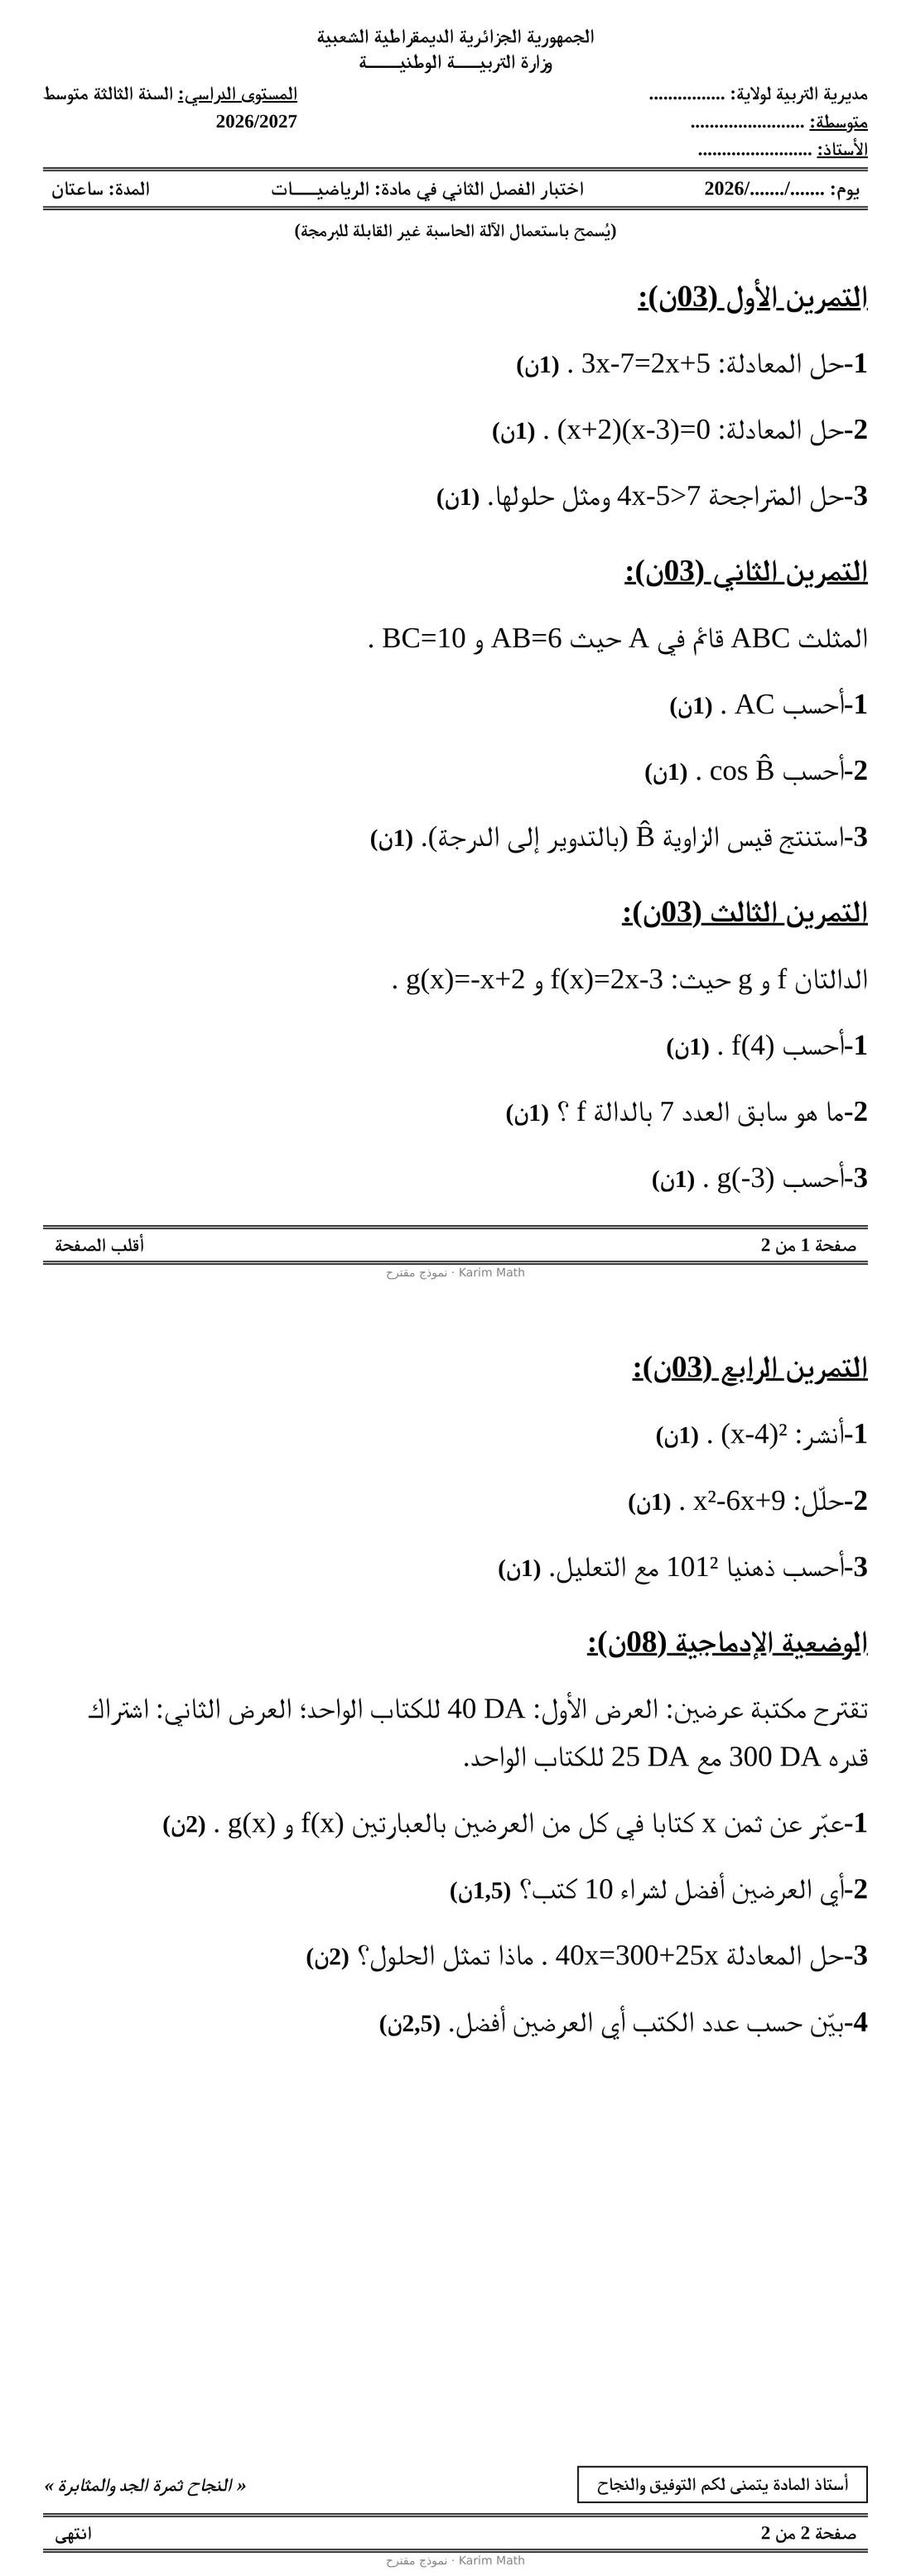 الجمهورية الجزائرية الديمقراطية الشعبية
وزارة التربيـــــة الوطنيــــــة
مديرية التربية لولاية: ................
المستوى الدراسي: السنة الثالثة متوسط
متوسطة: ........................
2026/2027
الأستاذ: ........................
يوم: ......./......./2026
اختبار الفصل الثاني في مادة: الرياضيـــــات
المدة: ساعتان
(يُسمح باستعمال الآلة الحاسبة غير القابلة للبرمجة)
التمرين الأول (03ن):
1-حل المعادلة: 3x-7=2x+5 . (1ن)
2-حل المعادلة: (x+2)(x-3)=0 . (1ن)
3-حل المتراجحة 4x-5>7 ومثل حلولها. (1ن)
التمرين الثاني (03ن):
المثلث ABC قائم في A حيث AB=6 و BC=10 .
1-أحسب AC . (1ن)
2-أحسب cos B̂ . (1ن)
3-استنتج قيس الزاوية B̂ (بالتدوير إلى الدرجة). (1ن)
التمرين الثالث (03ن):
الدالتان f و g حيث: f(x)=2x-3 و g(x)=-x+2 .
1-أحسب f(4) . (1ن)
2-ما هو سابق العدد 7 بالدالة f ؟ (1ن)
3-أحسب g(-3) . (1ن)
صفحة 1 من 2
أقلب الصفحة
Karim Math · نموذج مقترح
التمرين الرابع (03ن):
1-أنشر: (x-4)² . (1ن)
2-حلّل: x²-6x+9 . (1ن)
3-أحسب ذهنيا 101² مع التعليل. (1ن)
الوضعية الإدماجية (08ن):
تقترح مكتبة عرضين: العرض الأول: 40 DA للكتاب الواحد؛ العرض الثاني: اشتراك
قدره 300 DA مع 25 DA للكتاب الواحد.
1-عبّر عن ثمن x كتابا في كل من العرضين بالعبارتين f(x) و g(x) . (2ن)
2-أي العرضين أفضل لشراء 10 كتب؟ (1,5ن)
3-حل المعادلة 40x=300+25x . ماذا تمثل الحلول؟ (2ن)
4-بيّن حسب عدد الكتب أي العرضين أفضل. (2,5ن)
أستاذ المادة يتمنى لكم التوفيق والنجاح
« النجاح ثمرة الجد والمثابرة »
صفحة 2 من 2
انتهى
Karim Math · نموذج مقترح